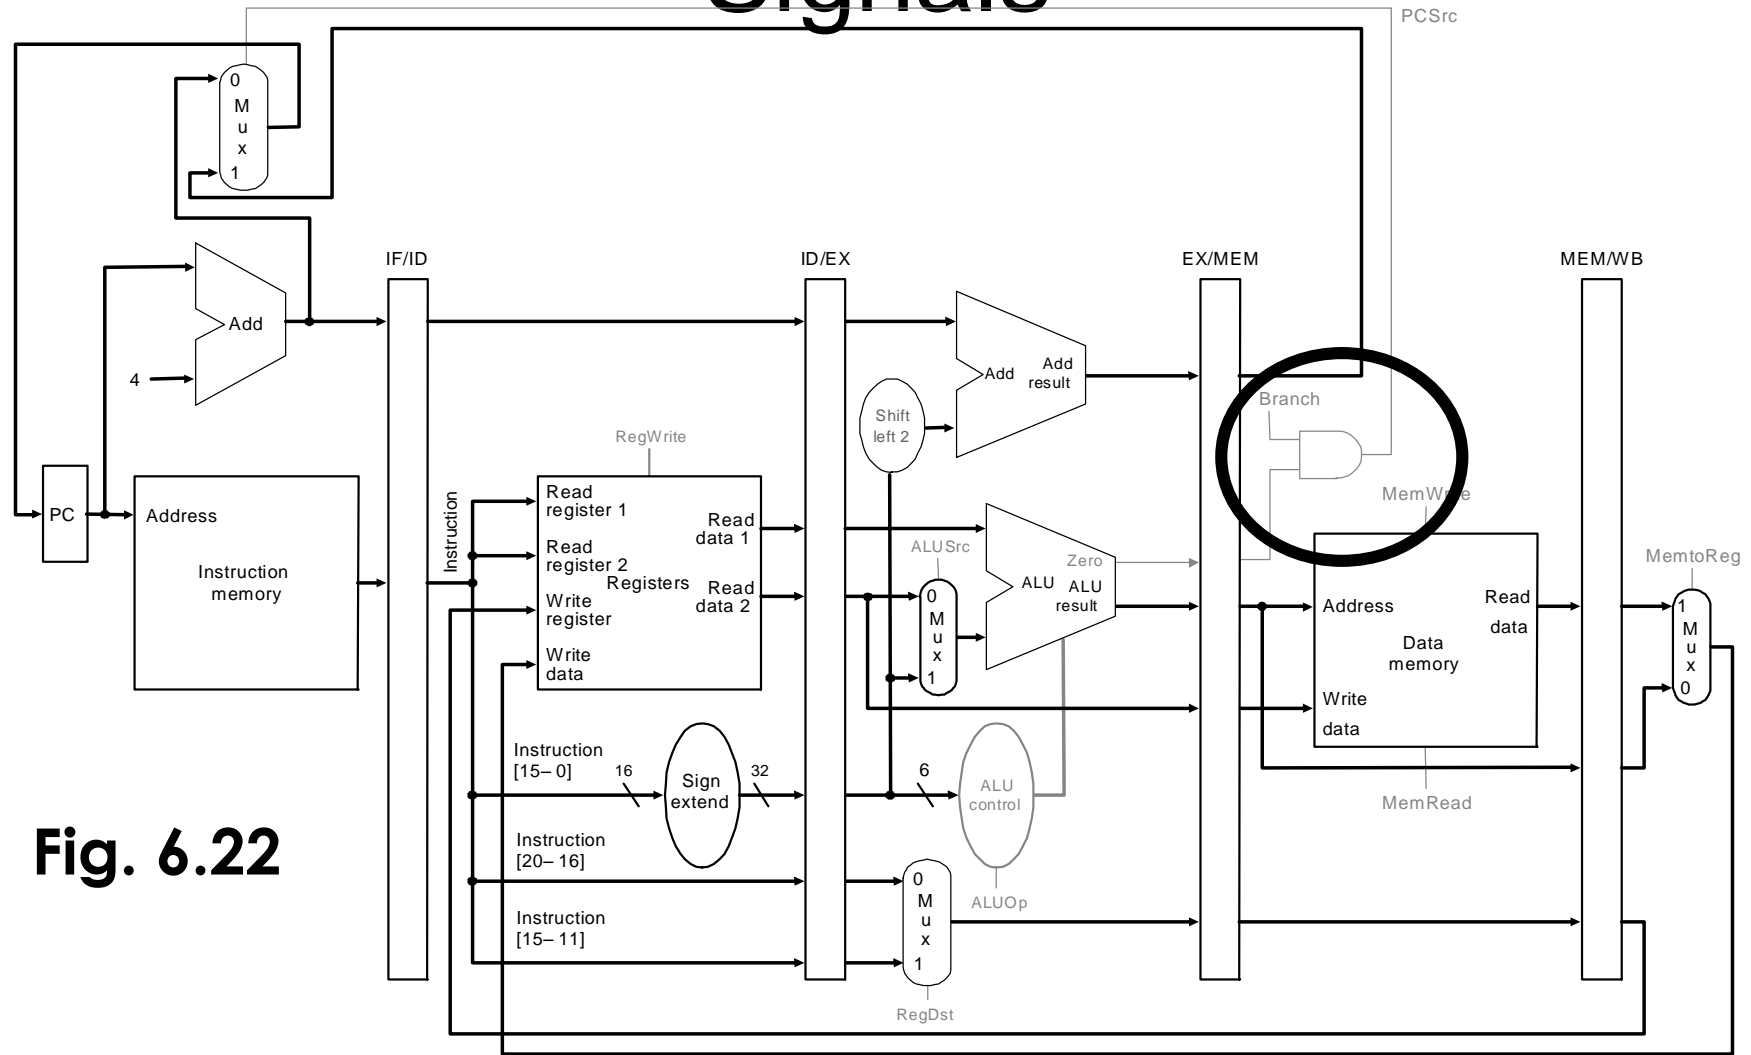 Signals
PCSrc
0
M
u
x
1
IF/ID
ID/EX
EX/MEM
MEM/WB
Add
4
Add
Add
result
Shift
left 2
Branch
RegWrite
MemWrite
PC
Address
Instruction
memory
Instruction
Read
register 1
Read
register 2
Registers
Write
register
Write
data
Read
data 1
Read
data 2
ALUSrc
0
M
u
x
1
Zero
ALU
ALU
result
Address
Read
data
Data
memory
Write
data
MemtoReg
1
M
u
x
0
Instruction
[15– 0]
16
Sign
extend
32
6
ALU
control
MemRead
Fig. 6.22
Instruction
[20– 16]
Instruction
[15– 11]
0
M
u
x
1
ALUOp
RegDst